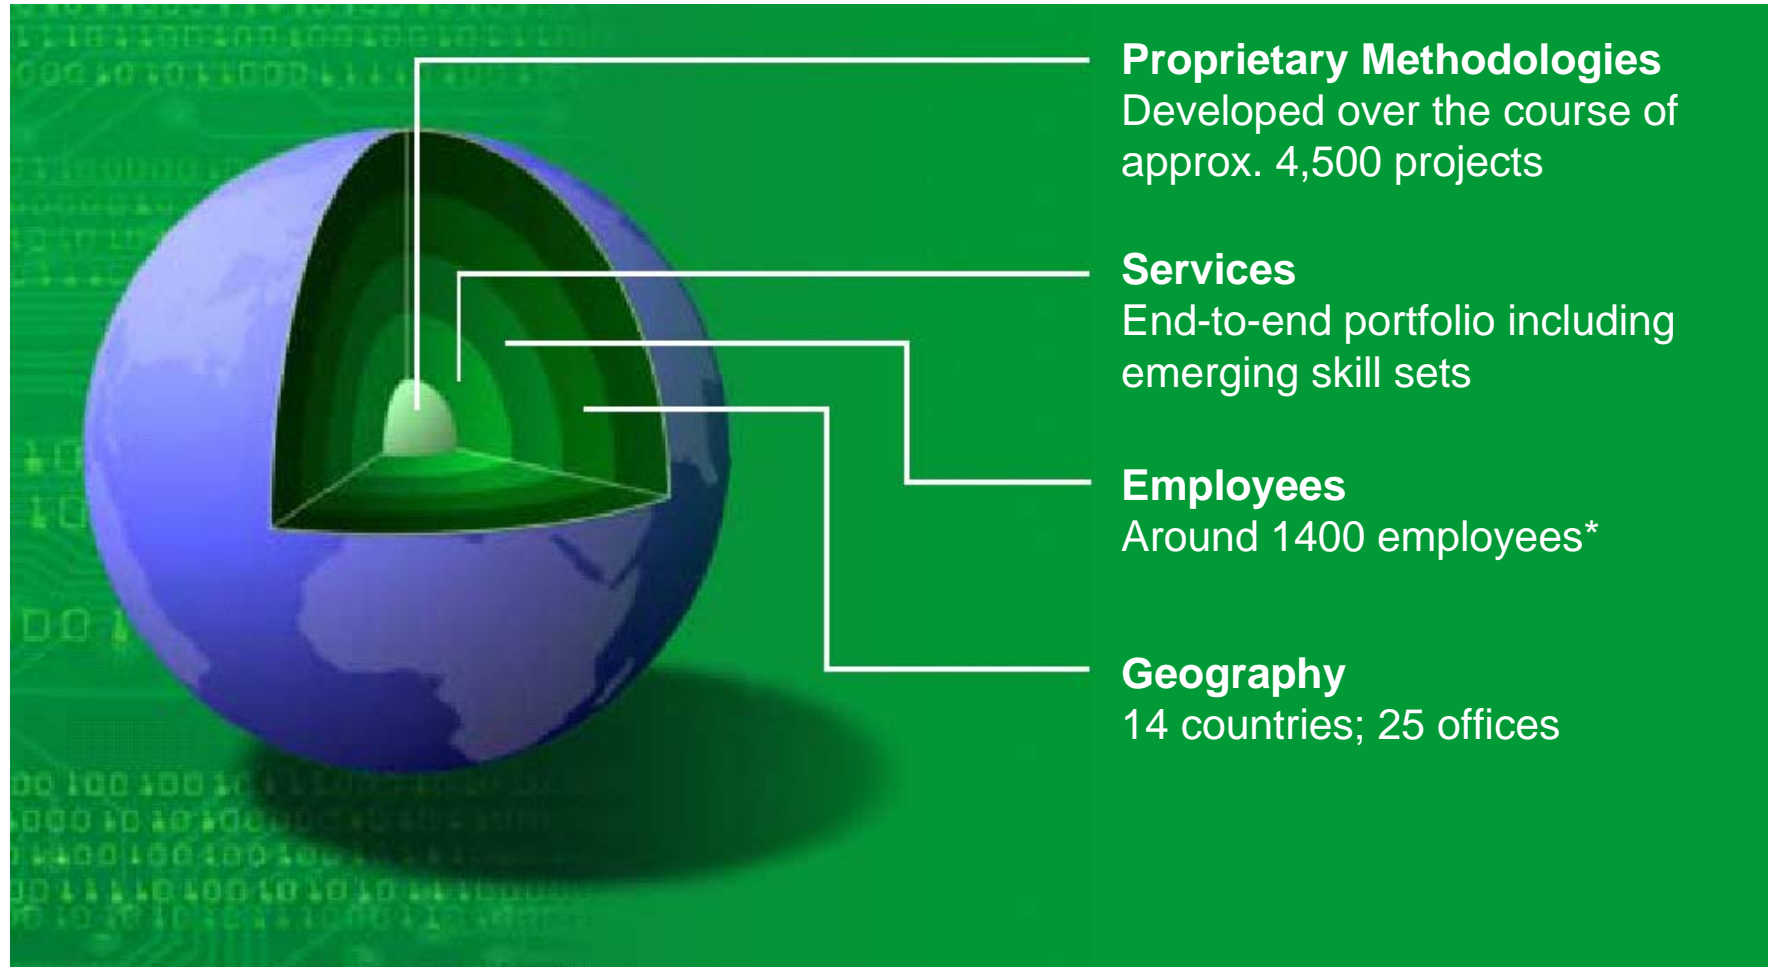 Proprietary Methodologies
Developed over the course of
approx. 4,500 projects
Services
End-to-end portfolio including
emerging skill sets
Employees
Around 1400 employees*
Geography
14 countries; 25 offices